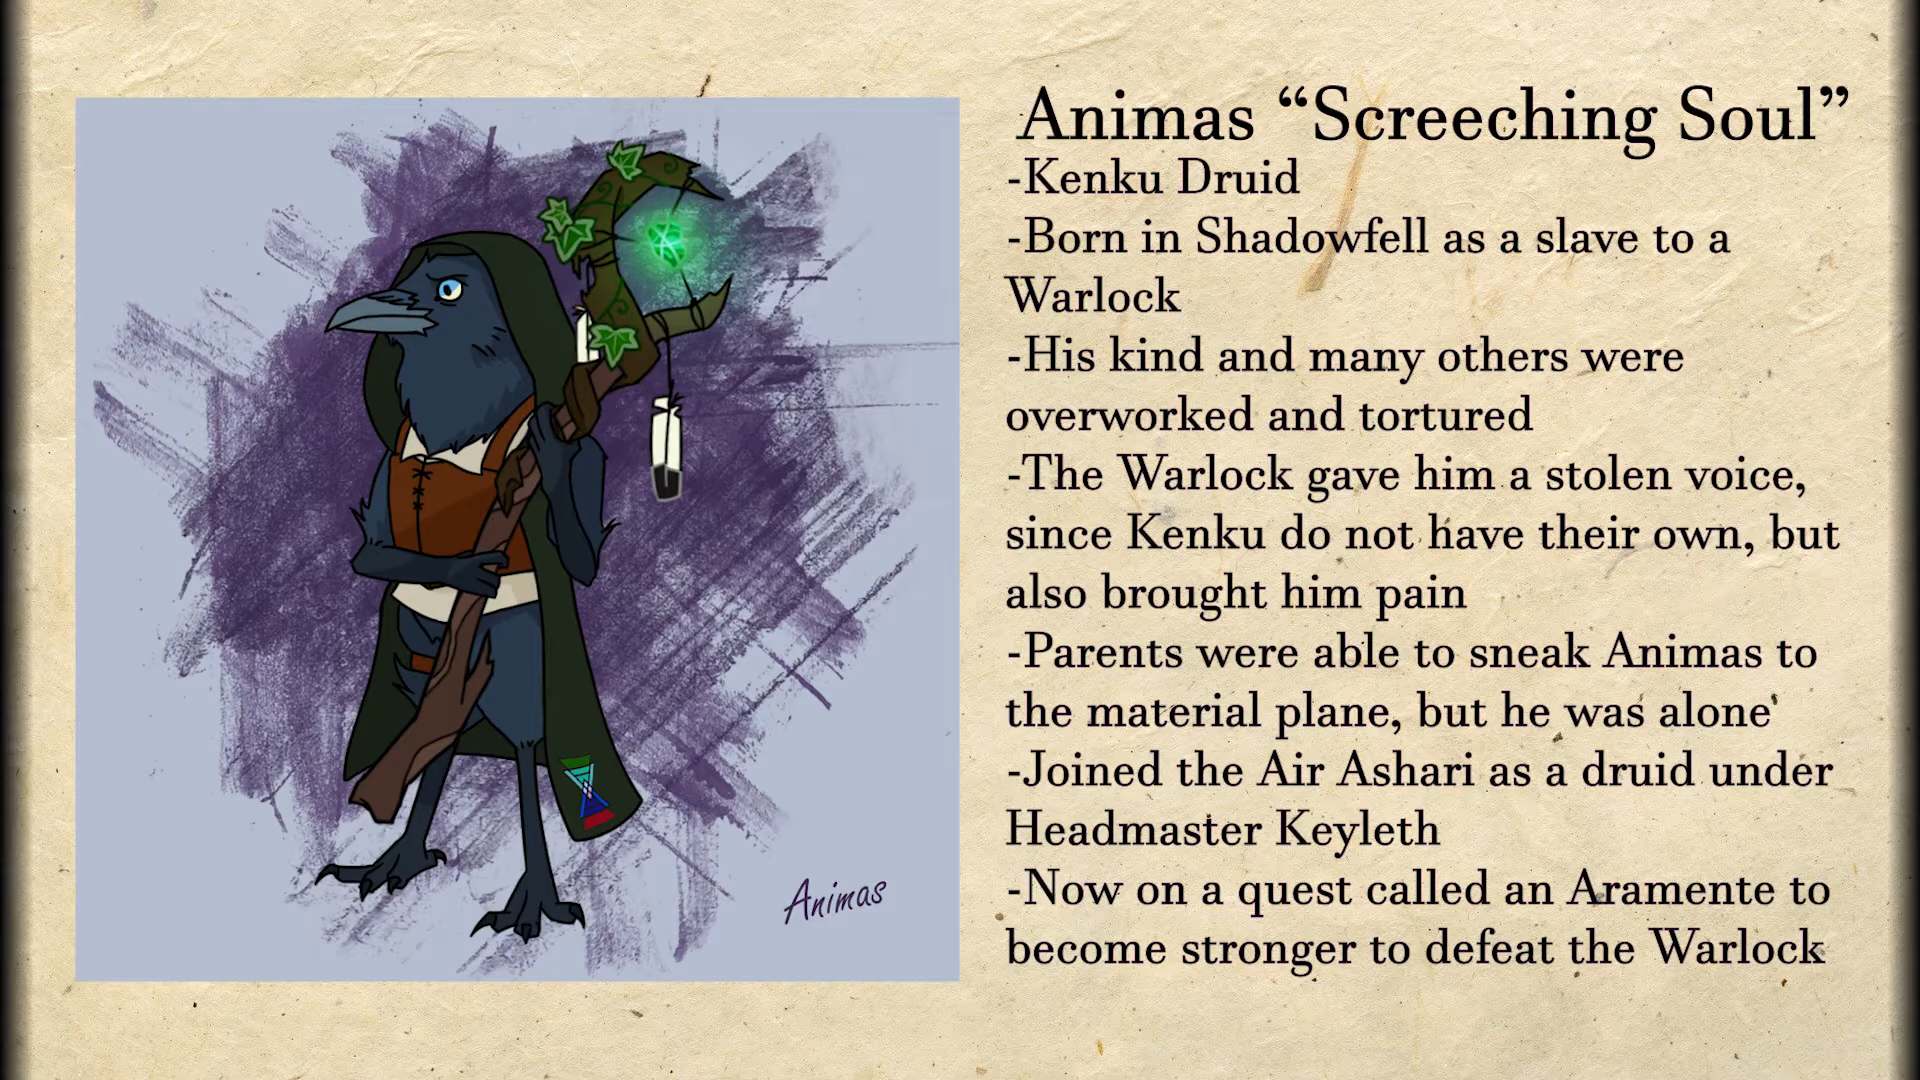 Animas “Screeching Soul”
-Kenku Druid
-Born in Shadowfell as a slave to a
Warlock
-His kind and many others were
overworked and tortured
-The Warlock gave him a stolen voice,
since Kenku do not have their own, but
also brought him pain
-Parents were able to sneak Animas to
the material plane, but he was alone
-Joined the Air Ashari as a druid under
Headmaster Keyleth
-Now on a quest called an Aramente to
become stronger to defeat the Warlock
Animas